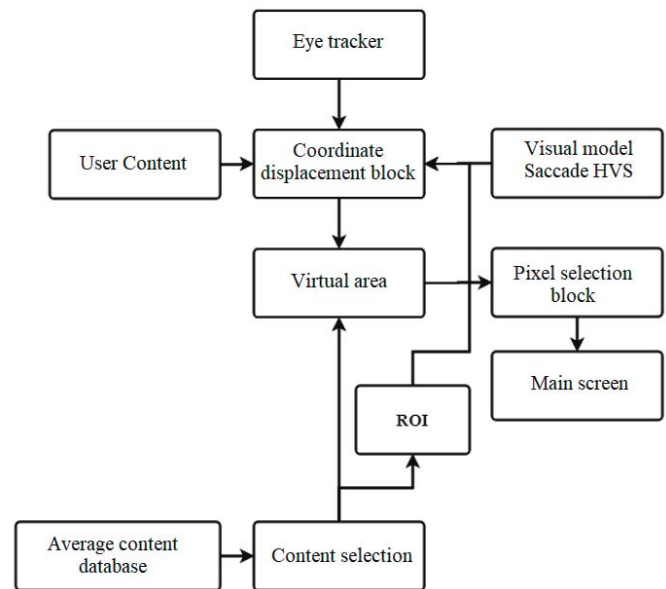 Eye tracker
User Content
Coordinate
displacement block
Visual model
Saccade HVS
Virtual area
Pixel selection
block
Main screen
ROI
Average content
database
Content selection